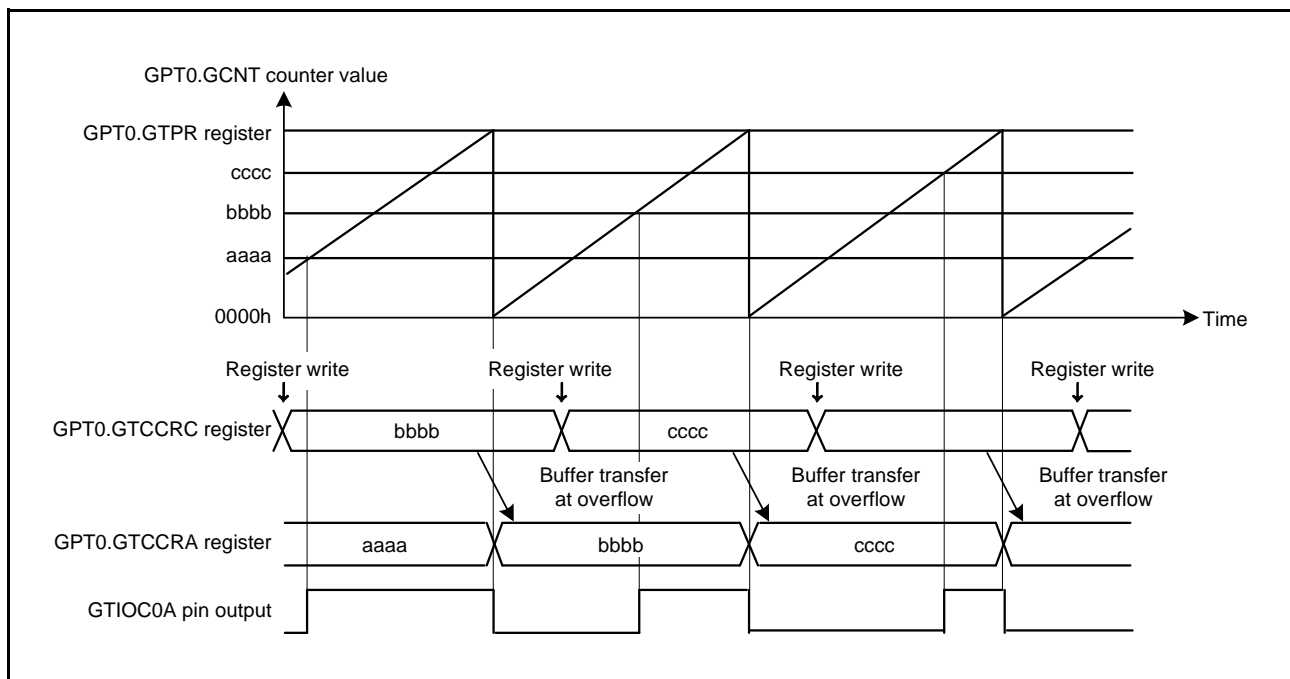 GPT0.GCNT counter value
GPT0.GTPR register
cccc
bbbb
aaaa
0000h
Time
Register write
Register write
Register write
Register write
GPT0.GTCCRC register
bbbb
cccc
Buffer transfer
at overflow
Buffer transfer
at overflow
Buffer transfer
at overflow
GPT0.GTCCRA register
aaaa
bbbb
cccc
GTIOC0A pin output